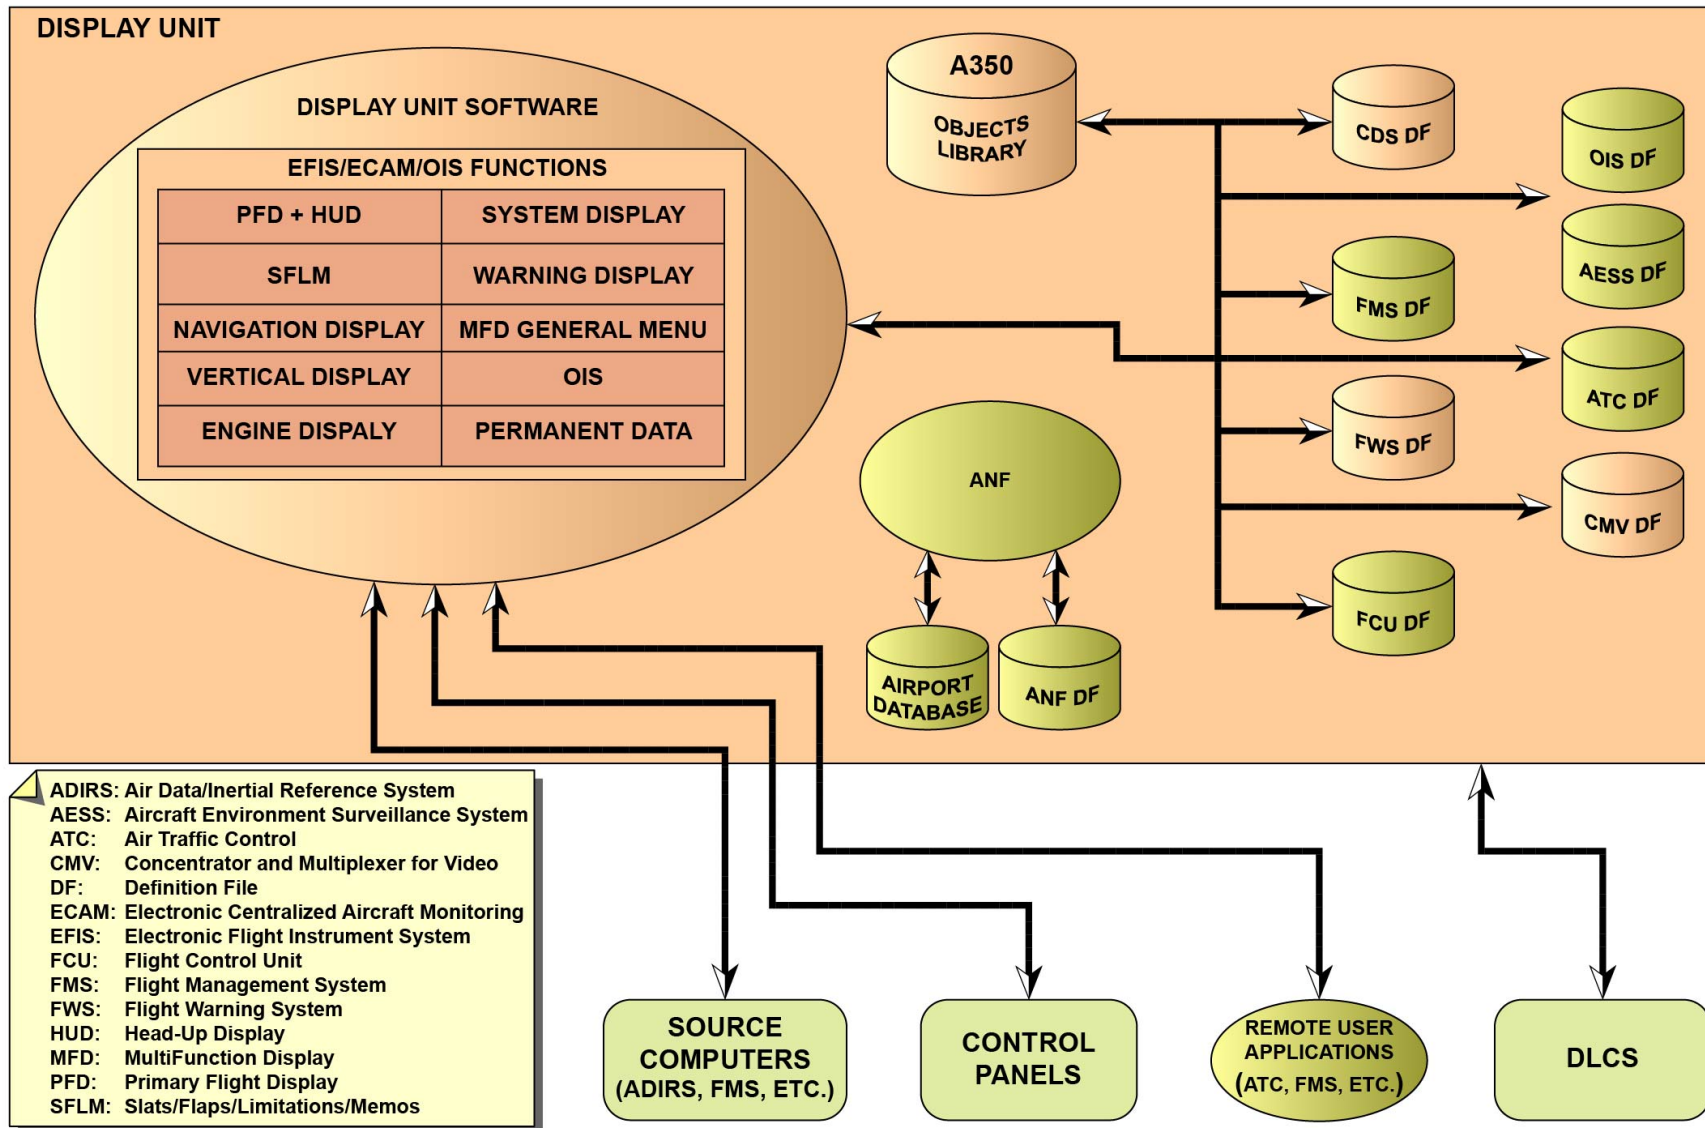 DISPLAY UNIT
DISPLAY UNIT SOFTWARE
EFIS/ECAM/OIS FUNCTIONS
PFD + HUD
SYSTEM DISPLAY
SFLM
WARNING DISPLAY
NAVIGATION DISPLAY
MFD GENERAL MENU
VERTICAL DISPLAY
OIS
ENGINE DISPALY
PERMANENT DATA
A350
OBJECTS
LIBRARY
CDS DF
OIS DF
AESS DF
FMS DF
ATC DF
FWS DF
CMV DF
FCU DF
ANF
AIRPORT
DATABASE
ANF DF
ADIRS: Air Data/Inertial Reference System
AESS: Aircraft Environment Surveillance System
ATC: Air Traffic Control
CMV: Concentrator and Multiplexer for Video
DF: Definition File
ECAM: Electronic Centralized Aircraft Monitoring
EFIS: Electronic Flight Instrument System
FCU: Flight Control Unit
FMS: Flight Management System
FWS: Flight Warning System
HUD: Head-Up Display
MFD: MultiFunction Display
PFD: Primary Flight Display
SFLM: Slats/Flaps/Limitations/Memos
SOURCE
COMPUTERS
(ADIRS, FMS, ETC.)
CONTROL
PANELS
REMOTE USER
APPLICATIONS
(ATC, FMS, ETC.)
DLCS